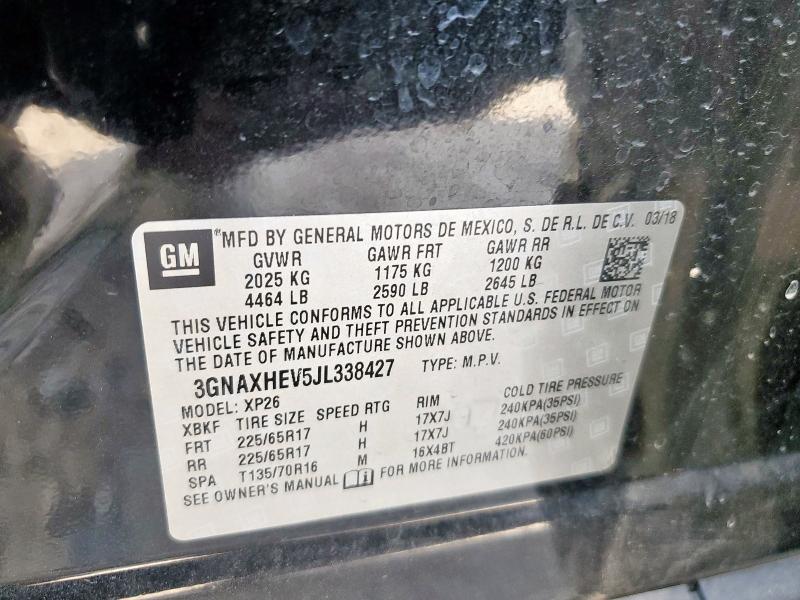 GM ® MFD BY GENERAL MOTORS DE MEXICO, S. DE R.L. DE C.V. 03/18
GVWR GAWR FRT GAWR RR
2025 KG 1175 KG 1200 KG
4464 LB 2590 LB 2645 LB
THIS VEHICLE CONFORMS TO ALL APPLICABLE U.S. FEDERAL MOTOR
VEHICLE SAFETY AND THEFT PREVENTION STANDARDS IN EFFECT ON
THE DATE OF MANUFACTURE SHOWN ABOVE.
3GNAXHEV5JL338427 TYPE: M.P.V.
MODEL: XP26
XBKF TIRE SIZE SPEED RTG RIM COLD TIRE PRESSURE
FRT 225/65R17 H 17X7J 240KPA(35PSI)
RR 225/65R17 H 17X7J 240KPA(35PSI)
SPA T135/70R16 M 16X4BT 420KPA(60PSI)
SEE OWNER'S MANUAL FOR MORE INFORMATION.